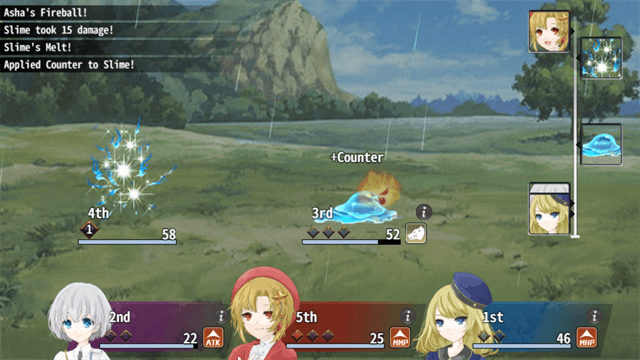 Asha's Fireball!
Slime took 15 damage!
Slime's Melt!
Applied Counter to Slime!
+Counter
4th
1
58
3rd
i
52
2nd
i
22
ATK
5th
i
25
MHP
1st
i
46
MHP